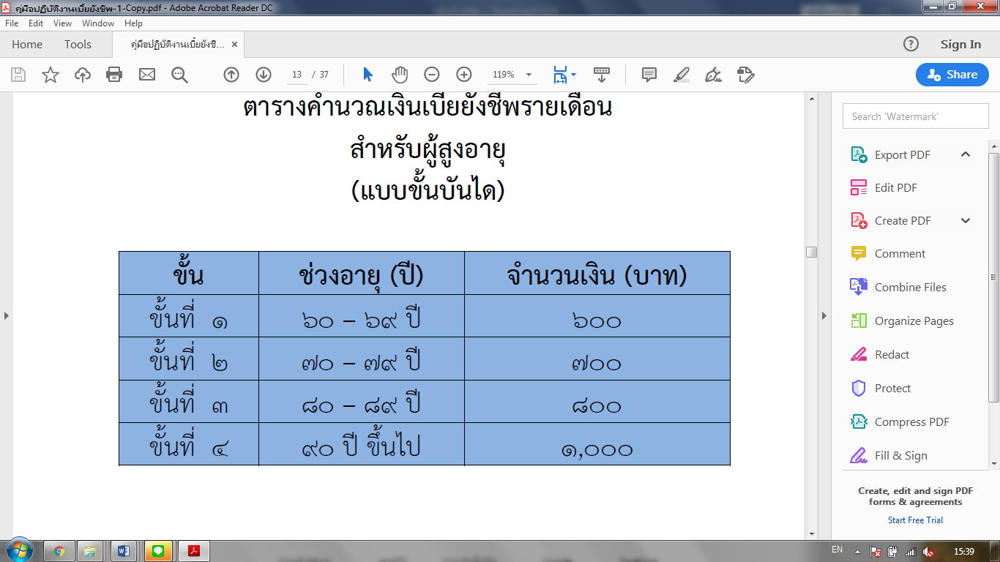 คู่มือปฏิบัติงานเบี้ยยังชีพ-1-Copy.pdf - Adobe Acrobat Reader DC
File Edit View Window Help
Home Tools คู่มือปฏิบัติงานเบี้ยยังชี... × ? Sign In
13 / 37 119% Share
ตารางคำนวณเงินเบี้ยยังชีพรายเดือน
สำหรับผู้สูงอายุ
(แบบขั้นบันได)
ขั้น ช่วงอายุ (ปี) จำนวนเงิน (บาท)
ขั้นที่ ๑ ๖๐ – ๖๙ ปี ๖๐๐
ขั้นที่ ๒ ๗๐ – ๗๙ ปี ๗๐๐
ขั้นที่ ๓ ๘๐ – ๘๙ ปี ๘๐๐
ขั้นที่ ๔ ๙๐ ปี ขึ้นไป ๑,๐๐๐
Search 'Watermark'
Export PDF
Edit PDF
Create PDF
Comment
Combine Files
Organize Pages
Redact
Protect
Compress PDF
Fill & Sign
Create, edit and sign PDF
forms & agreements
Start Free Trial
EN 15:39